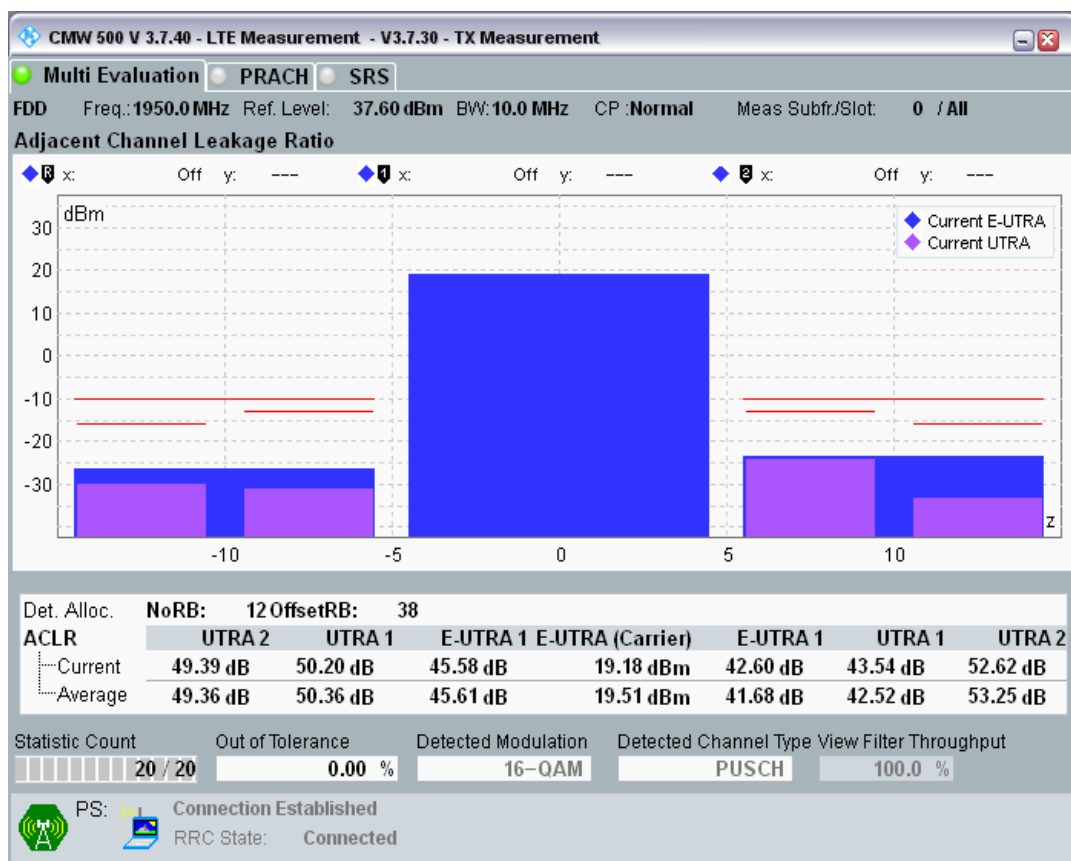 CMW 500 V 3.7.40 - LTE Measurement - V3.7.30 - TX Measurement
Multi Evaluation PRACH SRS
FDD Freq.: 1950.0 MHz Ref. Level: 37.60 dBm BW: 10.0 MHz CP :Normal Meas Subfr./Slot: 0 / All
Adjacent Channel Leakage Ratio
R x: Off y: --- 1 x: Off y: --- 2 x: Off y: ---
dBm
Current E-UTRA
Current UTRA
30
20
10
0
-10
-20
-30
z
-10 -5 0 5 10
Det. Alloc. NoRB: 12 OffsetRB: 38
ACLR UTRA 2 UTRA 1 E-UTRA 1 E-UTRA (Carrier) E-UTRA 1 UTRA 1 UTRA 2
Current 49.39 dB 50.20 dB 45.58 dB 19.18 dBm 42.60 dB 43.54 dB 52.62 dB
Average 49.36 dB 50.36 dB 45.61 dB 19.51 dBm 41.68 dB 42.52 dB 53.25 dB
Statistic Count Out of Tolerance Detected Modulation Detected Channel Type View Filter Throughput
20 / 20 0.00 % 16-QAM PUSCH 100.0 %
PS: Connection Established
RRC State: Connected